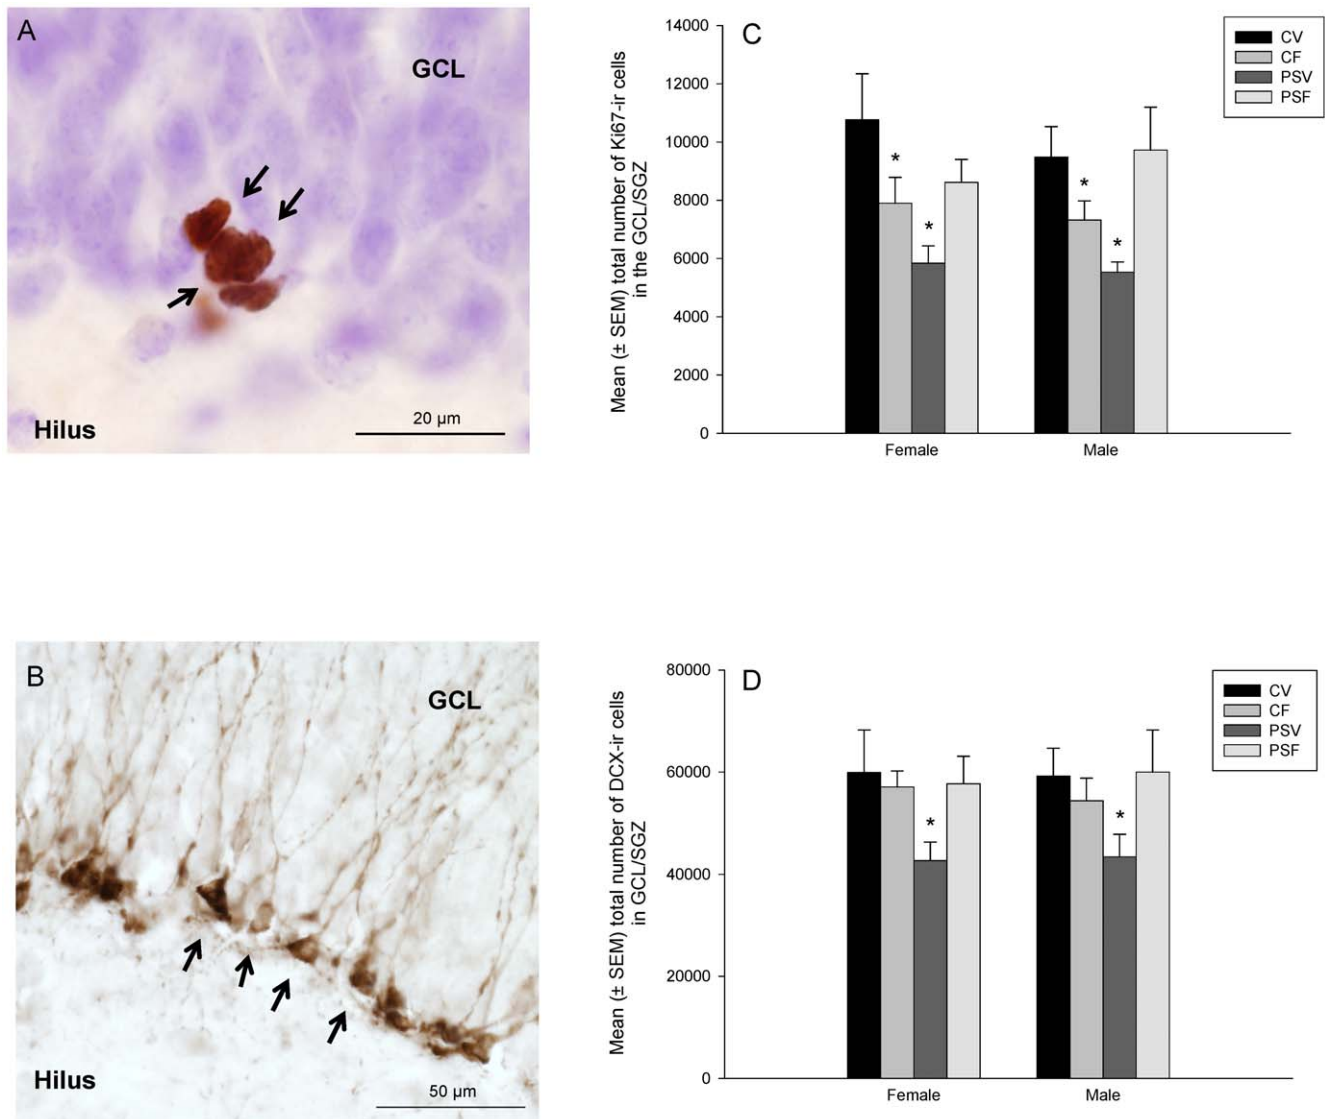 A
GCL
Hilus
20 µm
C
Mean (± SEM) total number of Ki67-ir cells
in the GCL/SGZ
14000
12000
10000
8000
6000
4000
2000
0
*
*
*
*
Female
Male
CV
CF
PSV
PSF
B
GCL
Hilus
50 µm
D
Mean (± SEM) total number of DCX-ir cells
in GCL/SGZ
80000
60000
40000
20000
0
*
*
Female
Male
CV
CF
PSV
PSF